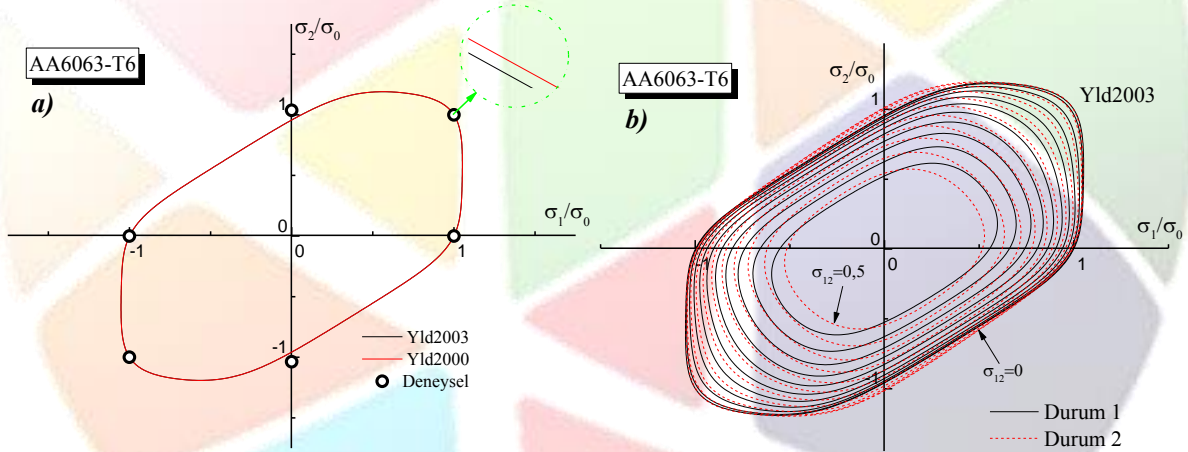 AA6063-T6
a)
σ₂/σ₀
1
σ₁/σ₀
-1
0
1
-1
Yld2003
Yld2000
Deneysel
AA6063-T6
b)
σ₂/σ₀
1
Yld2003
σ₁/σ₀
-1
0
0
1
σ₁₂=0,5
-1
σ₁₂=0
Durum 1
Durum 2